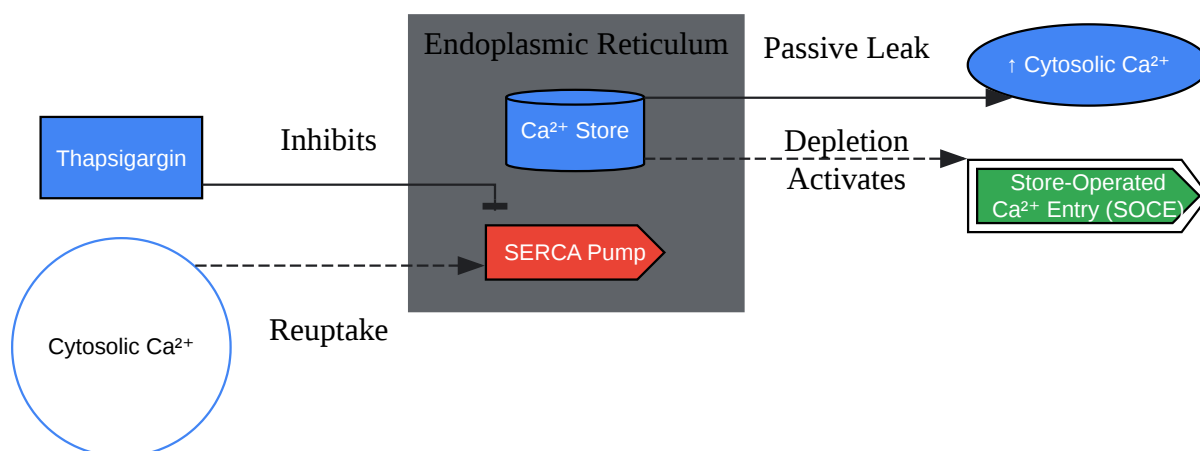 Endoplasmic Reticulum
Passive Leak
↑ Cytosolic Ca²⁺
Ca²⁺ Store
Thapsigargin
Inhibits
Depletion
Activates
Store-Operated
Ca²⁺ Entry (SOCE)
SERCA Pump
Reuptake
Cytosolic Ca²⁺